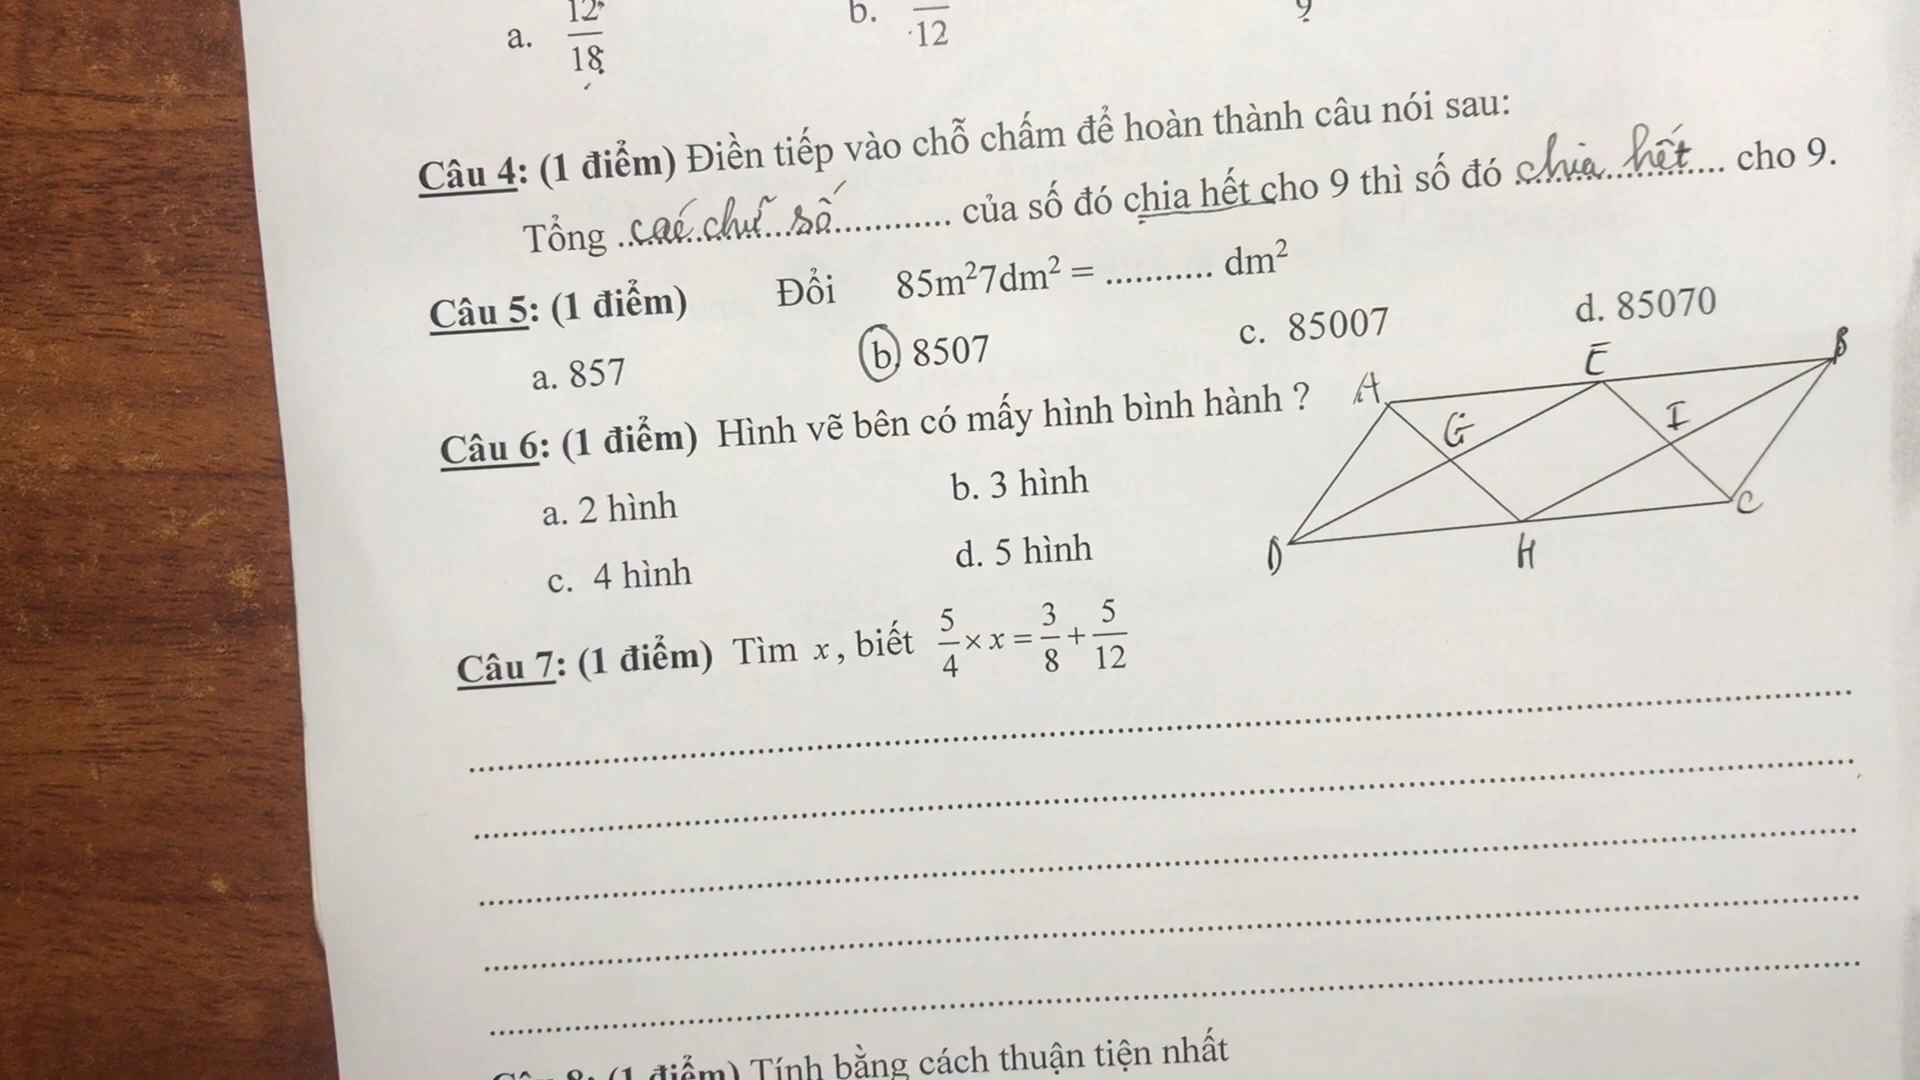 a. 12/18 b. /12 9
Câu 4: (1 điểm) Điền tiếp vào chỗ chấm để hoàn thành câu nói sau:
Tổng ..các chữ số............ của số đó chia hết cho 9 thì số đó chia hết.... cho 9.
Câu 5: (1 điểm) Đổi 85m²7dm² = ........... dm²
a. 857 b 8507 c. 85007 d. 85070
Câu 6: (1 điểm) Hình vẽ bên có mấy hình bình hành ?
a. 2 hình b. 3 hình
c. 4 hình d. 5 hình
A E B
G I
D H C
Câu 7: (1 điểm) Tìm x, biết 5/4 × x = 3/8 + 5/12
Câu 8: (1 điểm) Tính bằng cách thuận tiện nhất